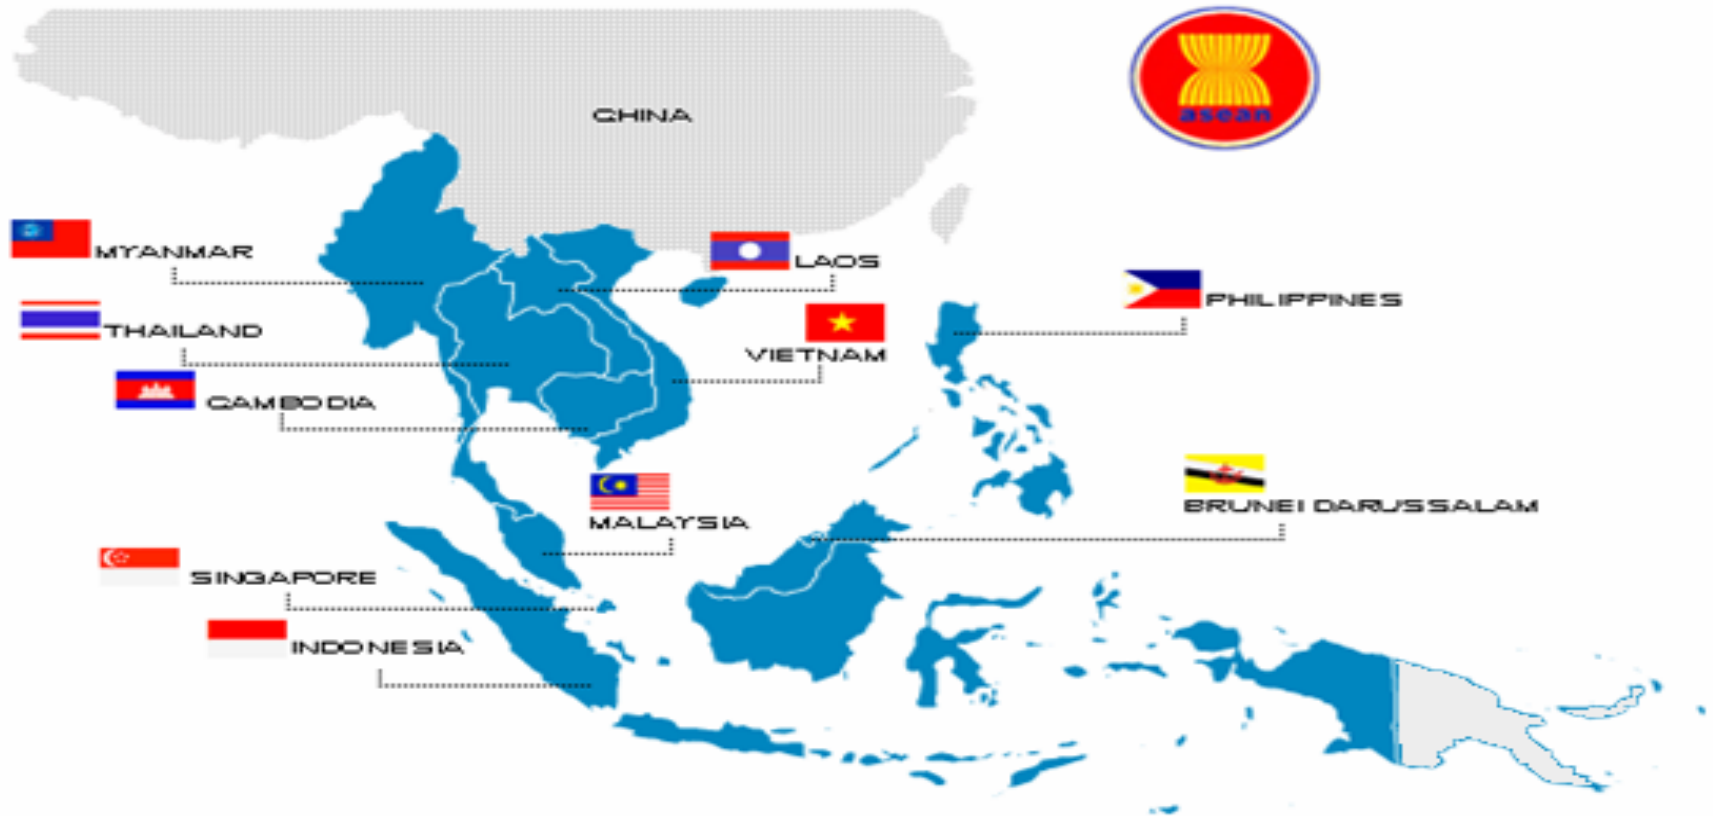 CHINA
asean
MYANMAR
LAOS
PHILIPPINES
THAILAND
VIETNAM
CAMBODIA
BRUNEI DARUSSALAM
MALAYSIA
SINGAPORE
INDONESIA